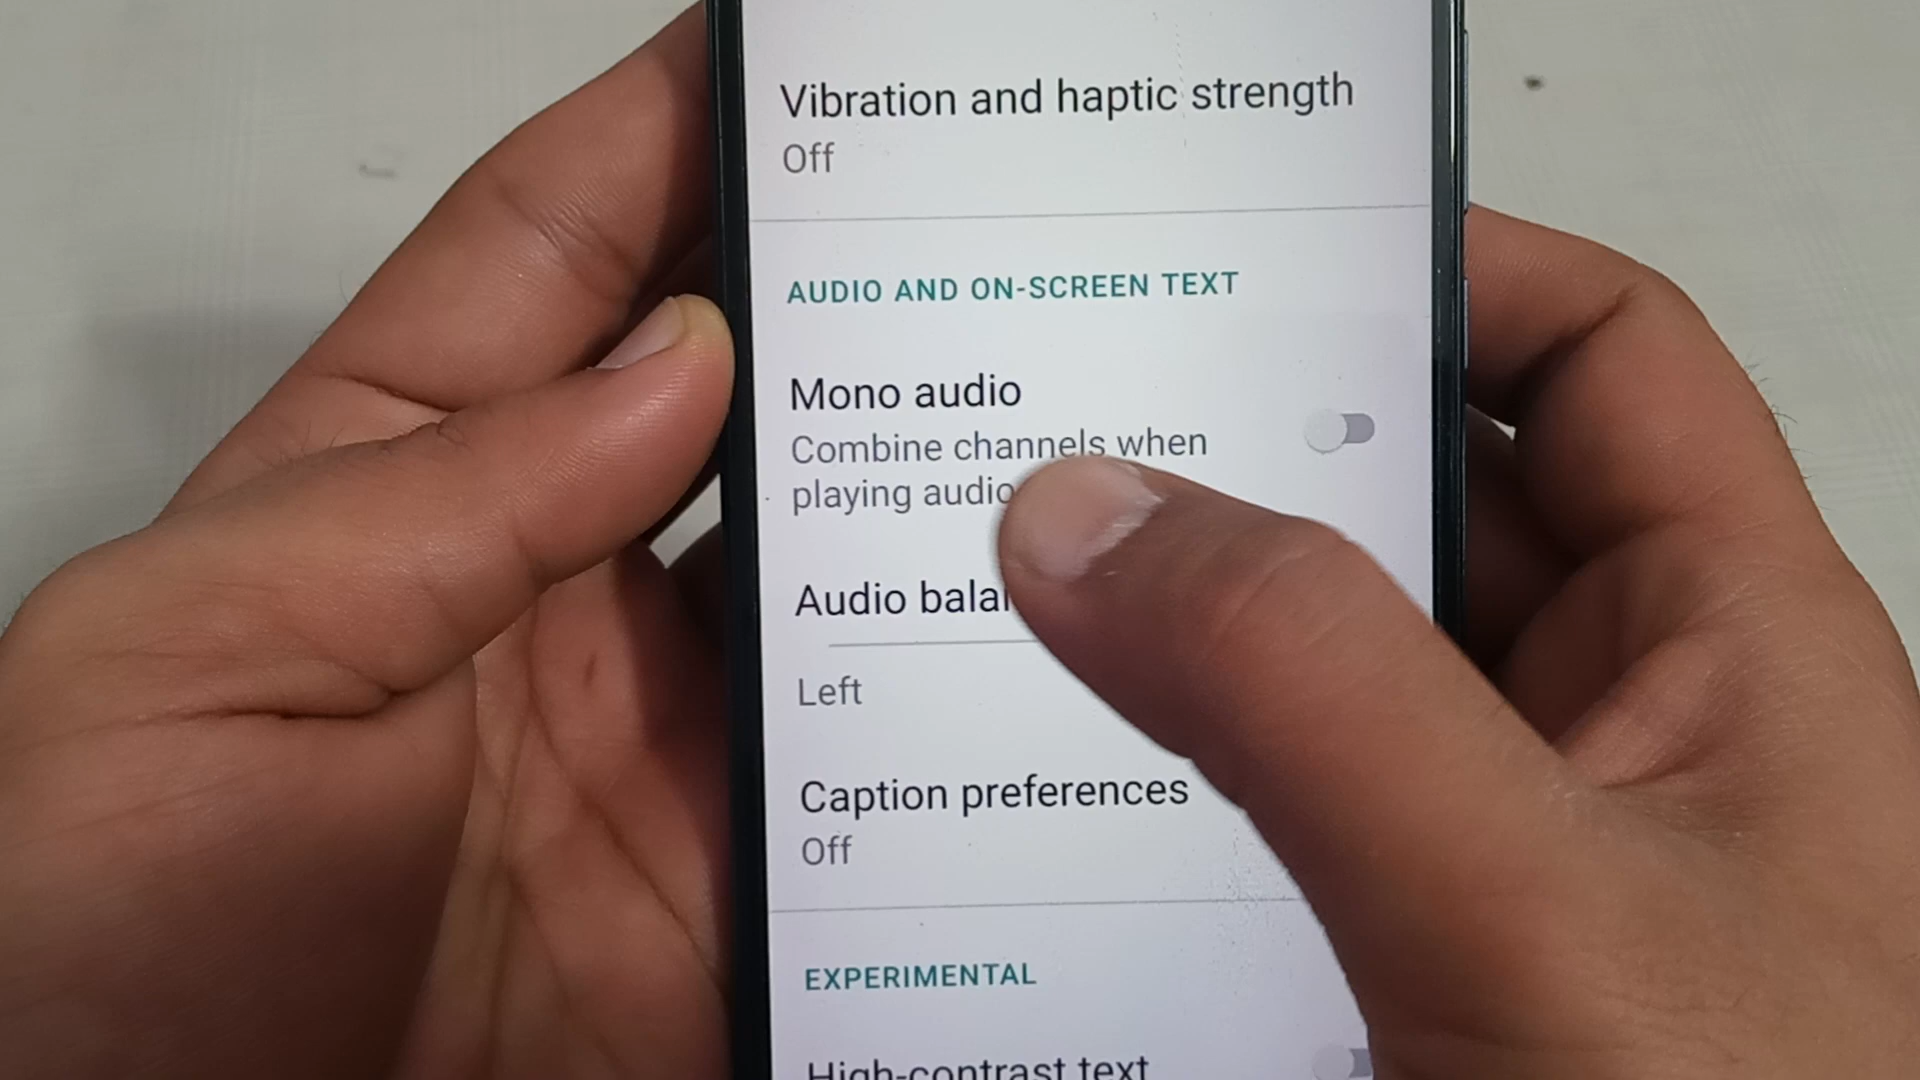 Vibration and haptic strength
Off
AUDIO AND ON-SCREEN TEXT
Mono audio
Combine channels when
playing audio
Audio
Left
Caption preferences
Off
EXPERIMENTAL
High-contrast text